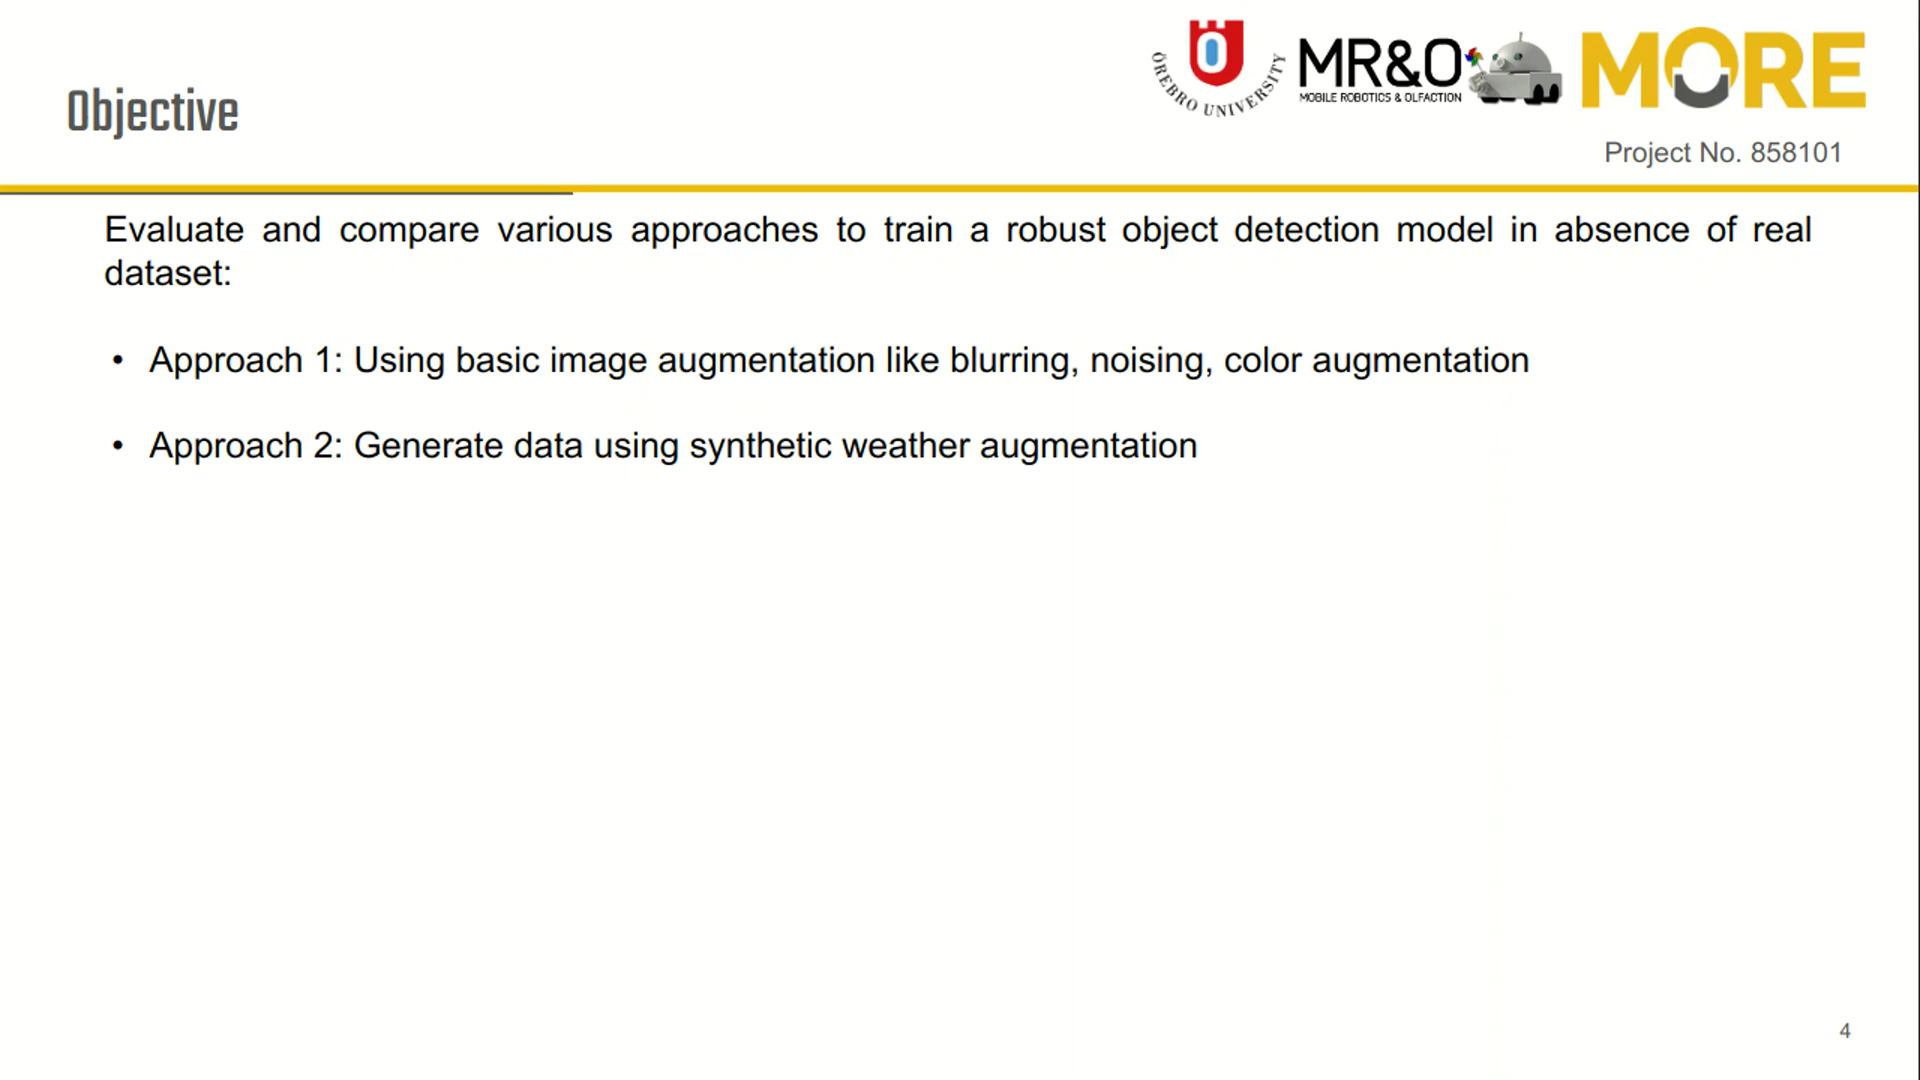 ÖREBRO UNIVERSITY
MR&O
MOBILE ROBOTICS & OLFACTION
MORE
Objective
Project No. 858101
Evaluate and compare various approaches to train a robust object detection model in absence of real
dataset:
• Approach 1: Using basic image augmentation like blurring, noising, color augmentation
• Approach 2: Generate data using synthetic weather augmentation
4